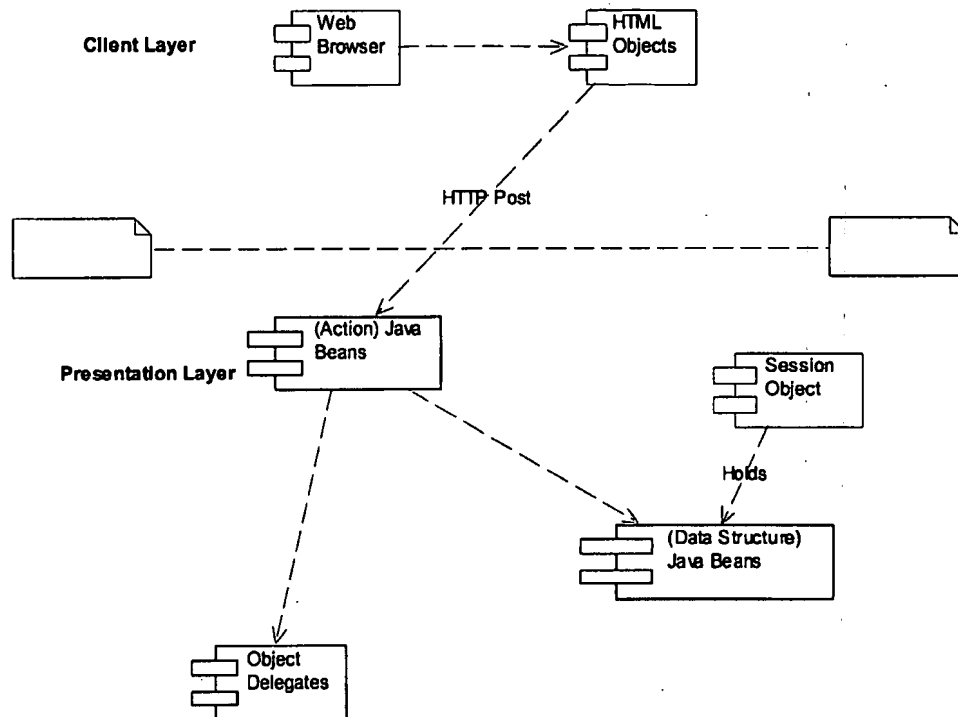 Client Layer
Web
Browser
HTML
Objects
HTTP Post
(Action) Java
Beans
Presentation Layer
Session
Object
Holds
(Data Structure)
Java Beans
Object
Delegates